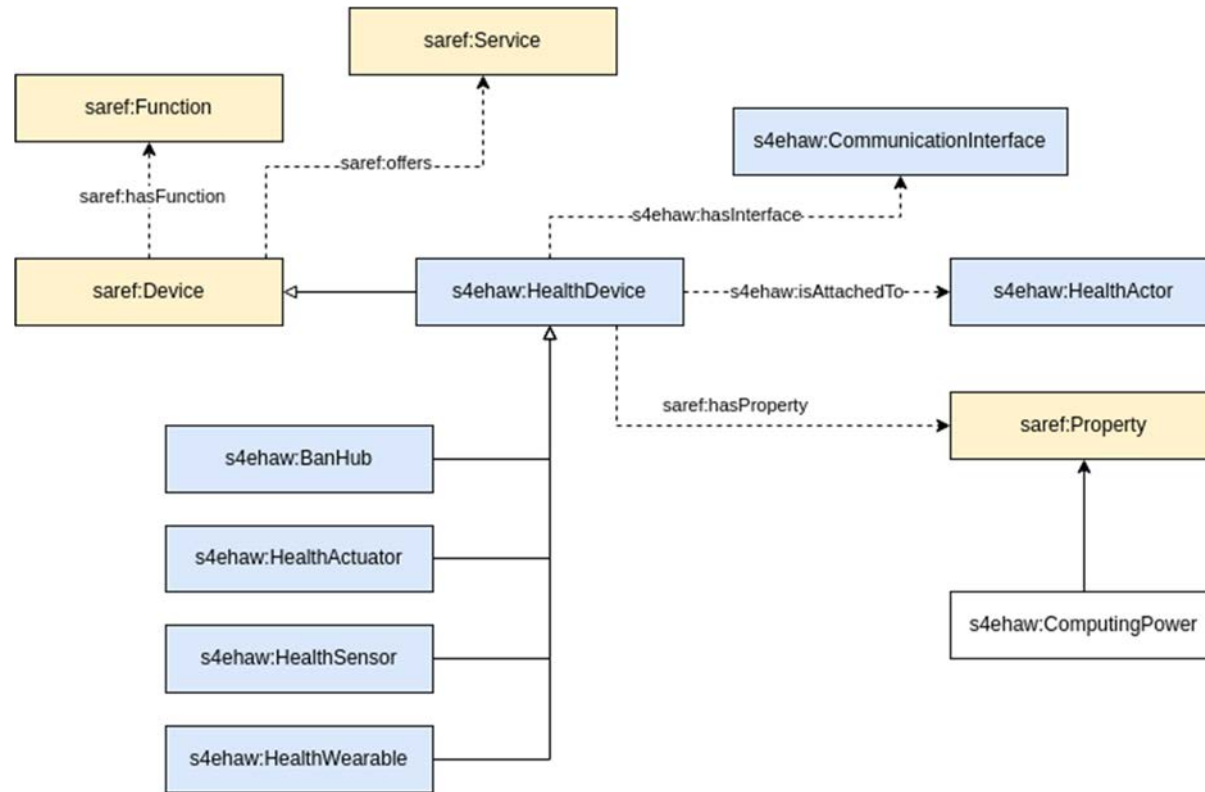 saref:Service
saref:Function
s4ehaw:CommunicationInterface
saref:offers
saref:hasFunction
s4ehaw:hasInterface
saref:Device
s4ehaw:HealthDevice
s4ehaw:isAttachedTo
s4ehaw:HealthActor
saref:hasProperty
saref:Property
s4ehaw:BanHub
s4ehaw:HealthActuator
s4ehaw:ComputingPower
s4ehaw:HealthSensor
s4ehaw:HealthWearable